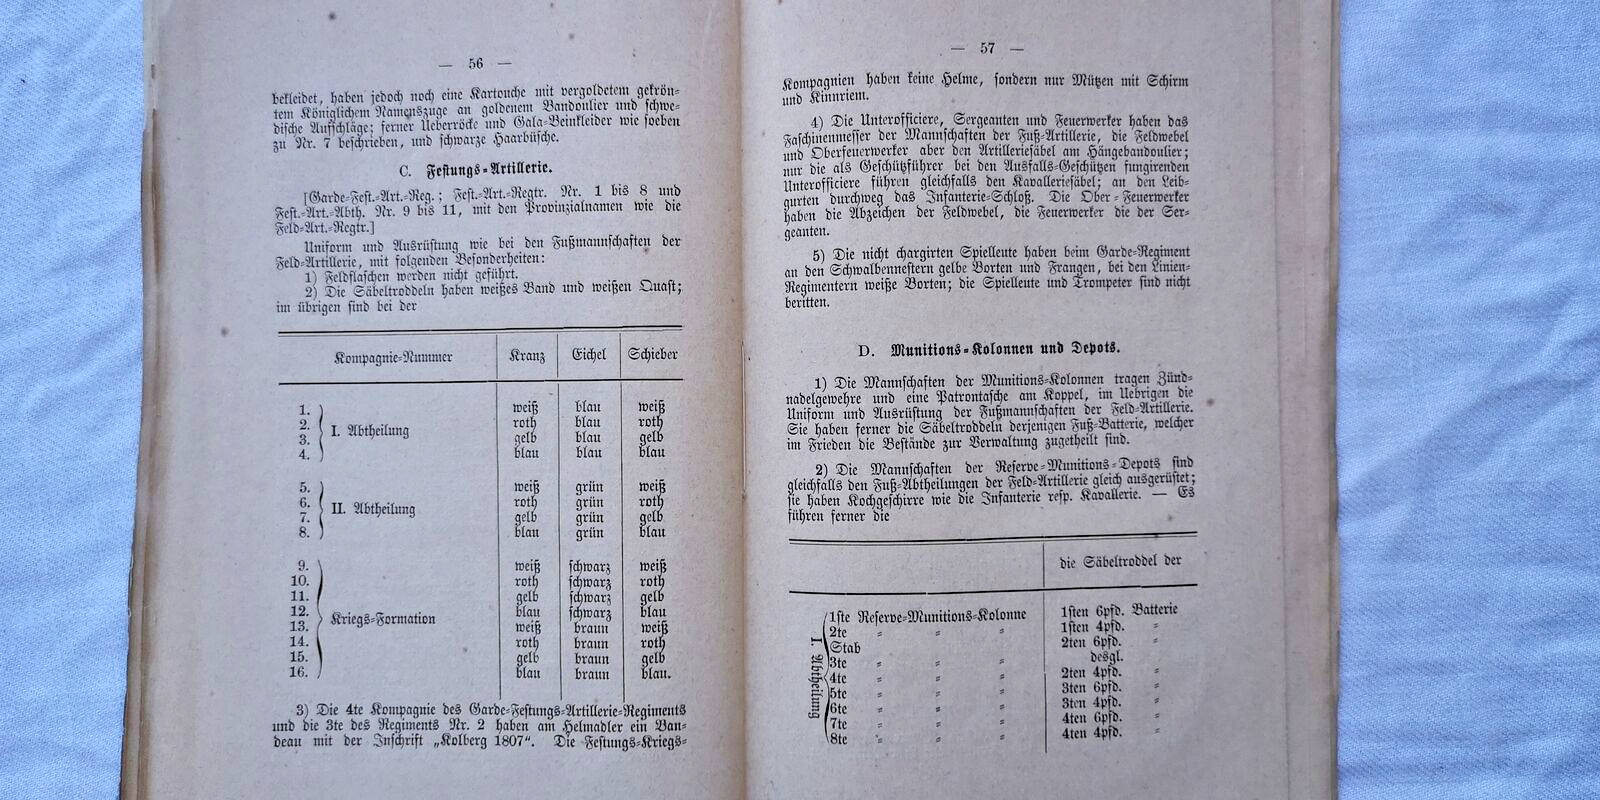 — 56 —
bekleidet, haben jedoch noch eine Kartouche mit vergoldetem gekrön-
tem Königlichem Namenszuge an goldenem Bandoulier und schwe-
dische Aufschläge; ferner Ueberröcke und Gala-Beinkleider wie soeben
zu Nr. 7 beschrieben, und schwarze Haarbüsche.
C. Festungs-Artillerie.
[Garde-Fest.-Art.-Reg.; Fest.-Art.-Regtr. Nr. 1 bis 8 und
Fest.-Art.-Abth. Nr. 9 bis 11, mit den Provinzialnamen wie die
Feld-Art.-Regtr.]
Uniform und Ausrüstung wie bei den Fußmannschaften der
Feld-Artillerie, mit folgenden Besonderheiten:
1) Feldflaschen werden nicht geführt.
2) Die Säbeltroddeln haben weißes Band und weißen Quast;
im übrigen sind bei der
Kompagnie-Nummer Kranz Eichel Schieber
1. weiß blau weiß
2. roth blau roth
I. Abtheilung
3. gelb blau gelb
4. blau blau blau
5. weiß grün weiß
6. roth grün roth
II. Abtheilung
7. gelb grün gelb
8. blau grün blau
9. weiß schwarz weiß
10. roth schwarz roth
11. gelb schwarz gelb
12. blau schwarz blau
Kriegs-Formation
13. weiß braun weiß
14. roth braun roth
15. gelb braun gelb
16. blau braun blau.
3) Die 4te Kompagnie des Garde-Festungs-Artillerie-Regiments
und die 3te des Regiments Nr. 2 haben am Helmadler ein Ban-
deau mit der Inschrift „Kolberg 1807“. Die Festungs-Kriegs-
— 57 —
Kompagnien haben keine Helme, sondern nur Mützen mit Schirm
und Kinnriem.
4) Die Unterofficiere, Sergeanten und Feuerwerker haben das
Faschinenmesser der Mannschaften der Fuß-Artillerie, die Feldwebel
und Oberfeuerwerker aber den Artilleriesäbel am Hängebandoulier;
nur die als Geschützführer bei den Ausfalls-Geschützen fungirenden
Unterofficiere führen gleichfalls den Kavalleriesäbel; an den Leib-
gurten durchweg das Infanterie-Schloß. Die Ober-Feuerwerker
haben die Abzeichen der Feldwebel, die Feuerwerker die der Ser-
geanten.
5) Die nicht chargirten Spielleute haben beim Garde-Regiment
an den Schwalbennestern gelbe Borten und Frangen, bei den Linien-
Regimentern weiße Borten; die Spielleute und Trompeter sind nicht
beritten.
D. Munitions-Kolonnen und Depots.
1) Die Mannschaften der Munitions-Kolonnen tragen Zünd-
nadelgewehre und eine Patrontasche am Koppel, im Uebrigen die
Uniform und Ausrüstung der Fußmannschaften der Feld-Artillerie.
Sie haben ferner die Säbeltroddeln derjenigen Fuß-Batterie, welcher
im Frieden die Bestände zur Verwaltung zugetheilt sind.
2) Die Mannschaften der Reserve-Munitions-Depots sind
gleichfalls den Fuß-Abtheilungen der Feld-Artillerie gleich ausgerüstet;
sie haben Kochgeschirre wie die Infanterie resp. Kavallerie. — Es
führen ferner die
die Säbeltroddel der
I. Abtheilung
1ste Reserve-Munitions-Kolonne 1sten 6pfd. Batterie
2te " " " 1sten 4pfd. "
Stab 2ten 6pfd. "
3te " " " desgl.
4te " " " 2ten 4pfd. "
5te " " " 3ten 6pfd. "
6te " " " 3ten 4pfd. "
7te " " " 4ten 6pfd. "
8te " " " 4ten 4pfd. "